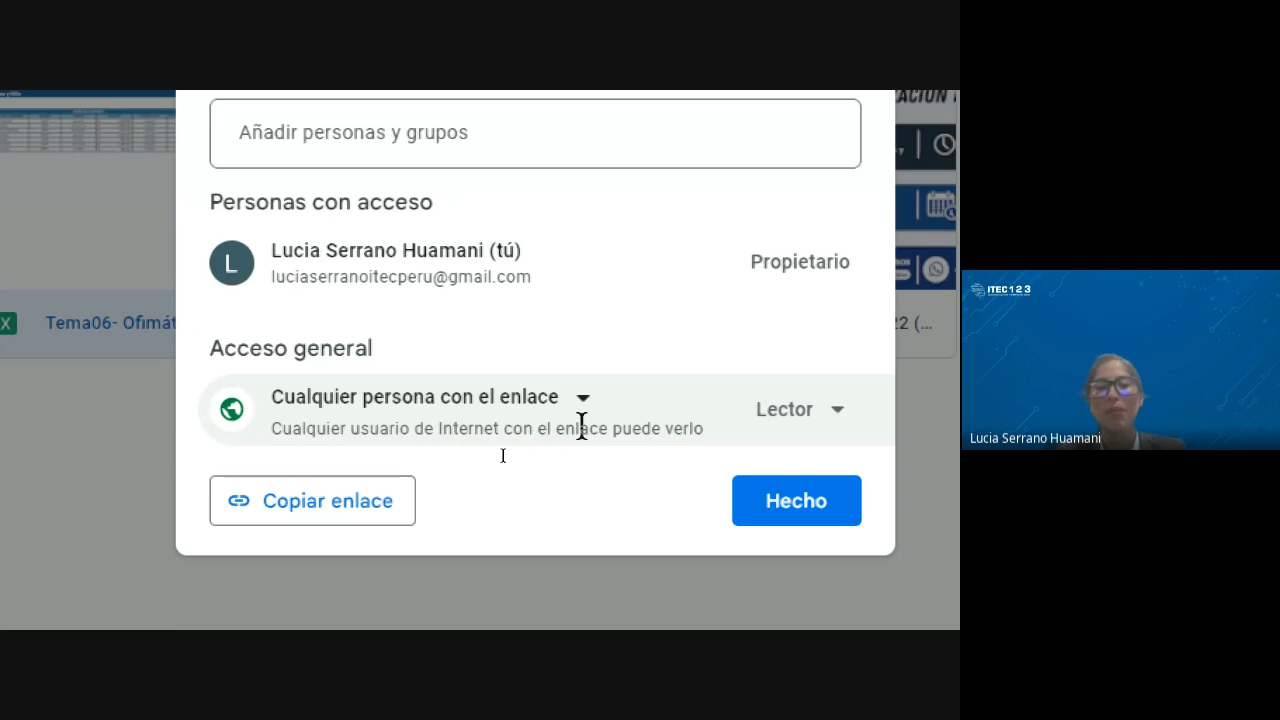 ACIÓN
Añadir personas y grupos
Personas con acceso
Lucia Serrano Huamani (tú)
L
luciaserranoitecperu@gmail.com
Propietario
X
Tema06- Ofimát
22 (...
Acceso general
Cualquier persona con el enlace
Cualquier usuario de Internet con el enlace puede verlo
Lector
Copiar enlace
Hecho
ITEC 1 2 3
Lucia Serrano Huamani